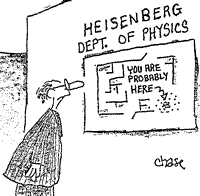 HEISENBERG
DEPT. OF PHYSICS
YOU ARE
PROBABLY
HERE
chase